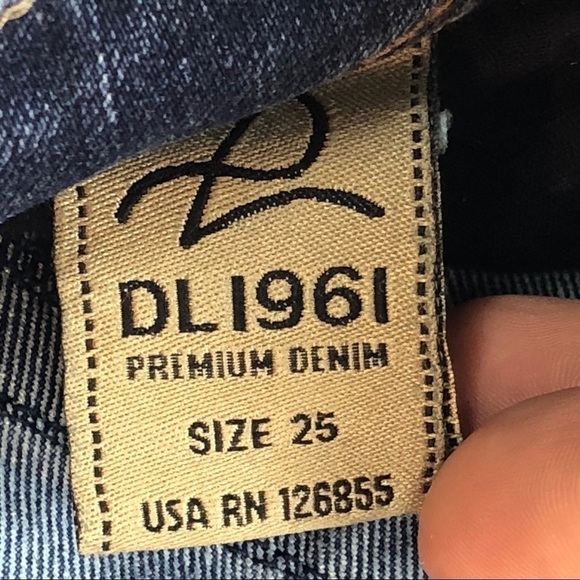 DL1961
PREMIUM DENIM
SIZE 25
USA RN 126855